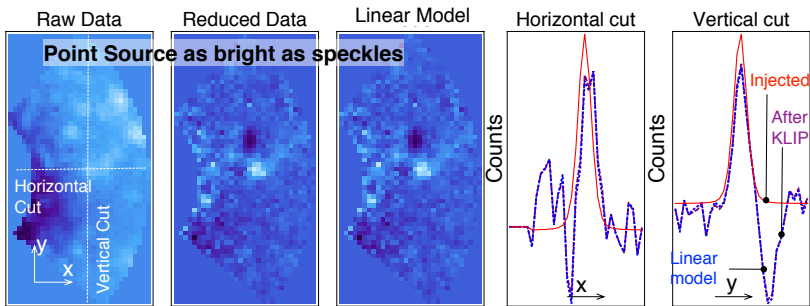 Raw Data
Reduced Data
Linear Model
Horizontal cut
Vertical cut
Point Source as bright as speckles
Horizontal
Cut
Vertical Cut
y
x
Counts
x
Counts
Injected
After
KLIP
Linear
model
y